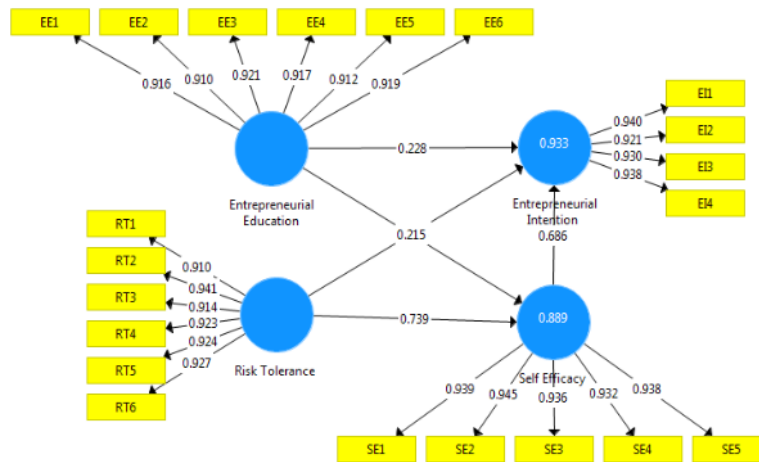 EE1 EE2 EE3 EE4 EE5 EE6
0.916 0.910 0.921 0.917 0.912 0.919
EI1
0.940
EI2
0.921
0.933
0.930
EI3
0.938
EI4
0.228
Entrepreneurial
Education
Entrepreneurial
Intention
RT1
0.910
RT2
0.941
RT3
0.914
RT4
0.923
RT5
0.924
RT6
0.927
0.215
0.686
0.739
0.889
Risk Tolerance
Self Efficacy
0.939 0.945 0.936 0.932 0.938
SE1 SE2 SE3 SE4 SE5